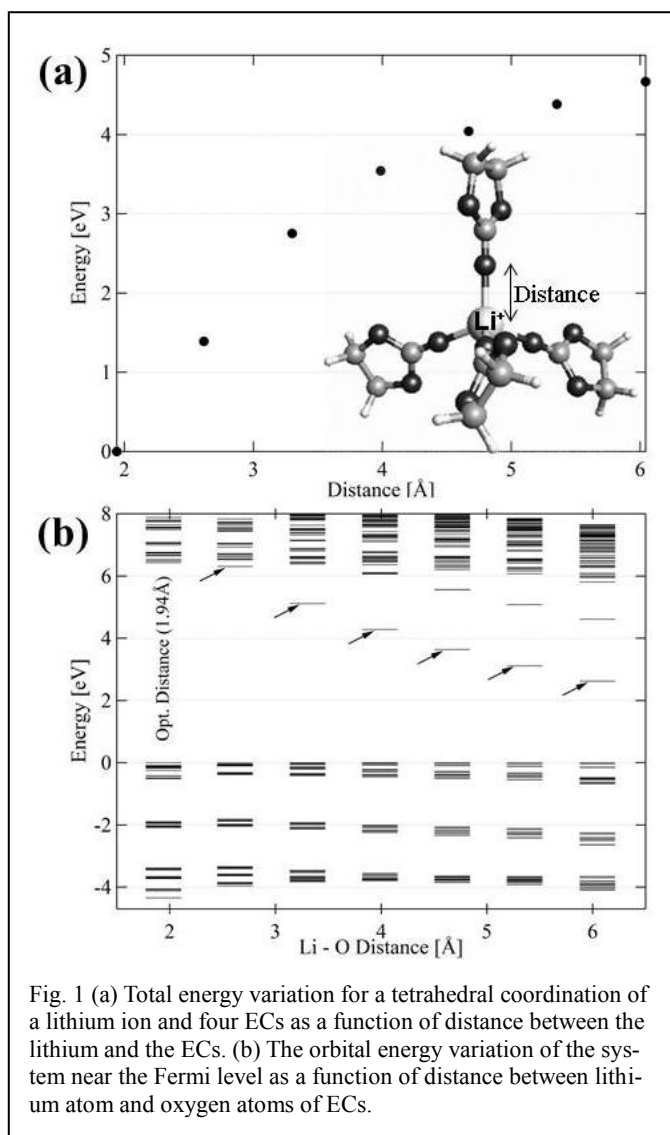 (a)
5
4
3
2
1
0
Energy [eV]
Distance
Li+
2
3
4
5
6
Distance [Å]
(b)
8
6
4
2
0
-2
-4
Energy [eV]
Opt. Distance (1.94Å)
2
3
4
5
6
Li - O Distance [Å]
Fig. 1 (a) Total energy variation for a tetrahedral coordination of
a lithium ion and four ECs as a function of distance between the
lithium and the ECs. (b) The orbital energy variation of the sys-
tem near the Fermi level as a function of distance between lithi-
um atom and oxygen atoms of ECs.